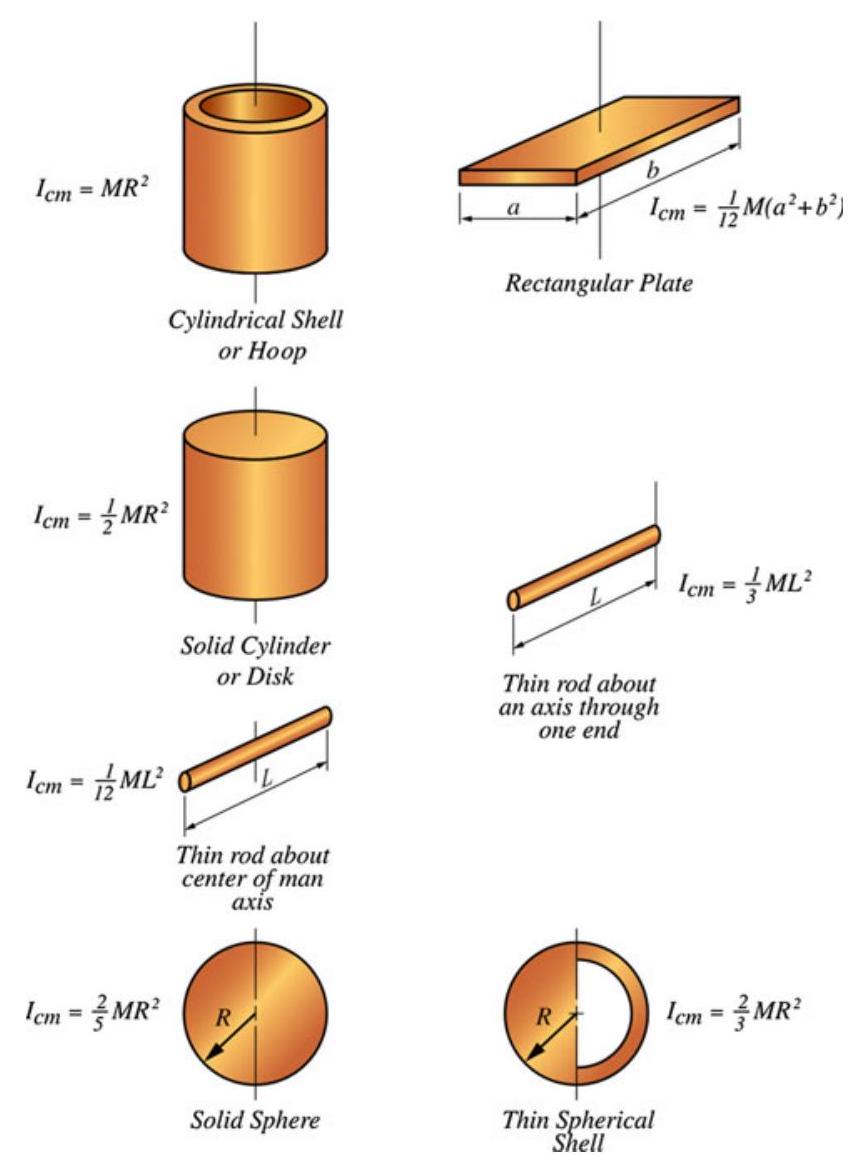 I_cm = MR²
Cylindrical Shell
or Hoop
a
b
I_cm = 1/12 M(a²+b²)
Rectangular Plate
I_cm = 1/2 MR²
Solid Cylinder
or Disk
L
I_cm = 1/3 ML²
Thin rod about
an axis through
one end
I_cm = 1/12 ML²
L
Thin rod about
center of man
axis
I_cm = 2/5 MR²
R
Solid Sphere
R
I_cm = 2/3 MR²
Thin Spherical
Shell